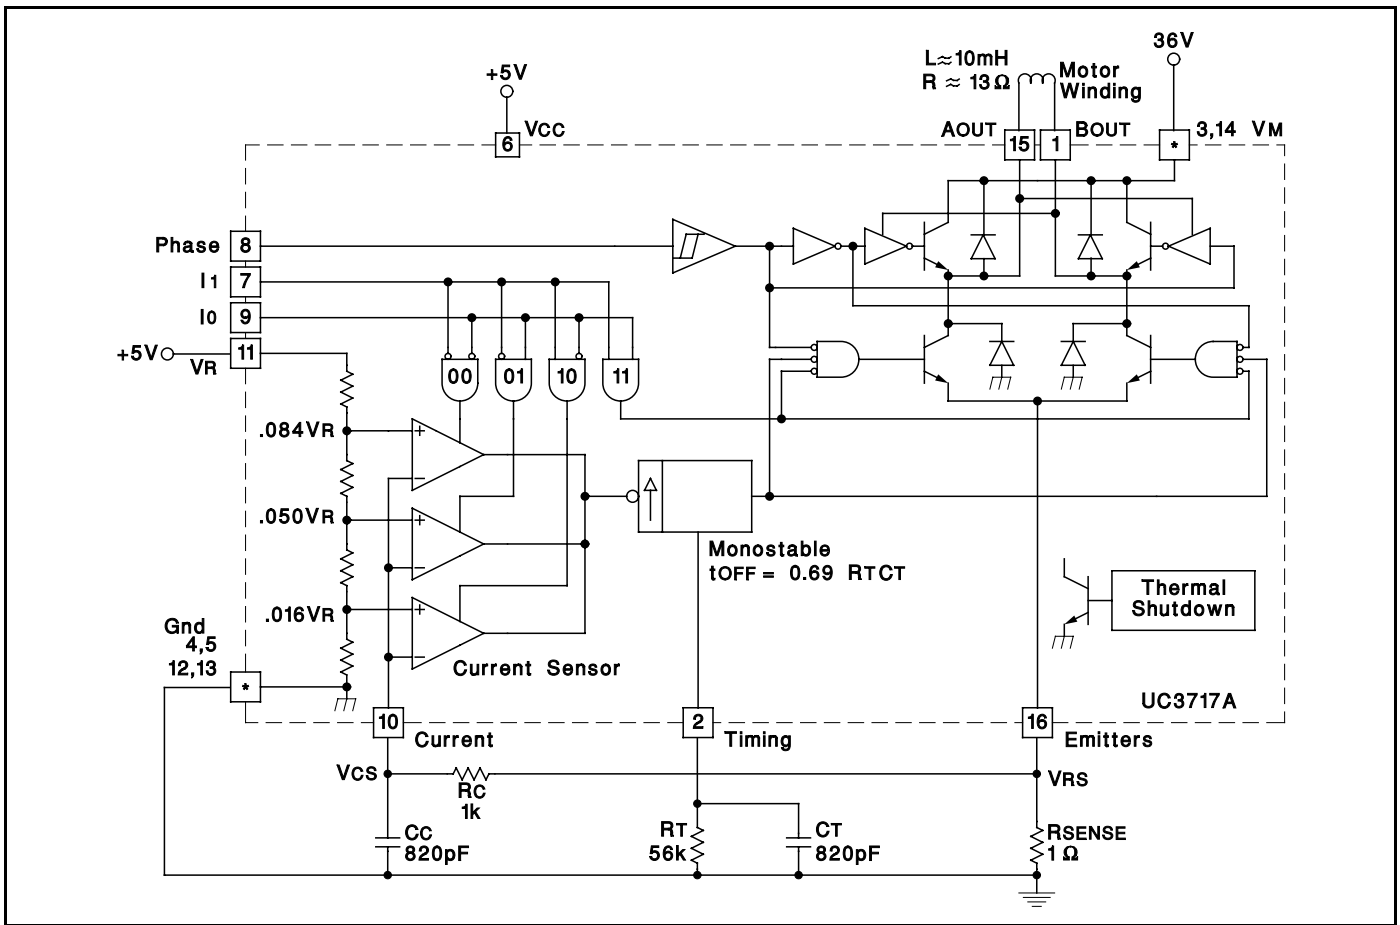 36V
L≈10mH
R ≈ 13Ω
Motor
Winding
+5V
VCC
6
AOUT
15
1
BOUT
*
3,14 VM
Phase
8
I1
7
I0
9
+5V
VR
11
00
01
10
11
.084VR
+
-
.050VR
+
-
.016VR
+
-
Current Sensor
Monostable
tOFF = 0.69 RTCT
Thermal
Shutdown
Gnd
4,5
12,13
*
UC3717A
10
Current
2
Timing
16
Emitters
VCS
RC
1k
VRS
CC
820pF
RT
56k
CT
820pF
RSENSE
1 Ω